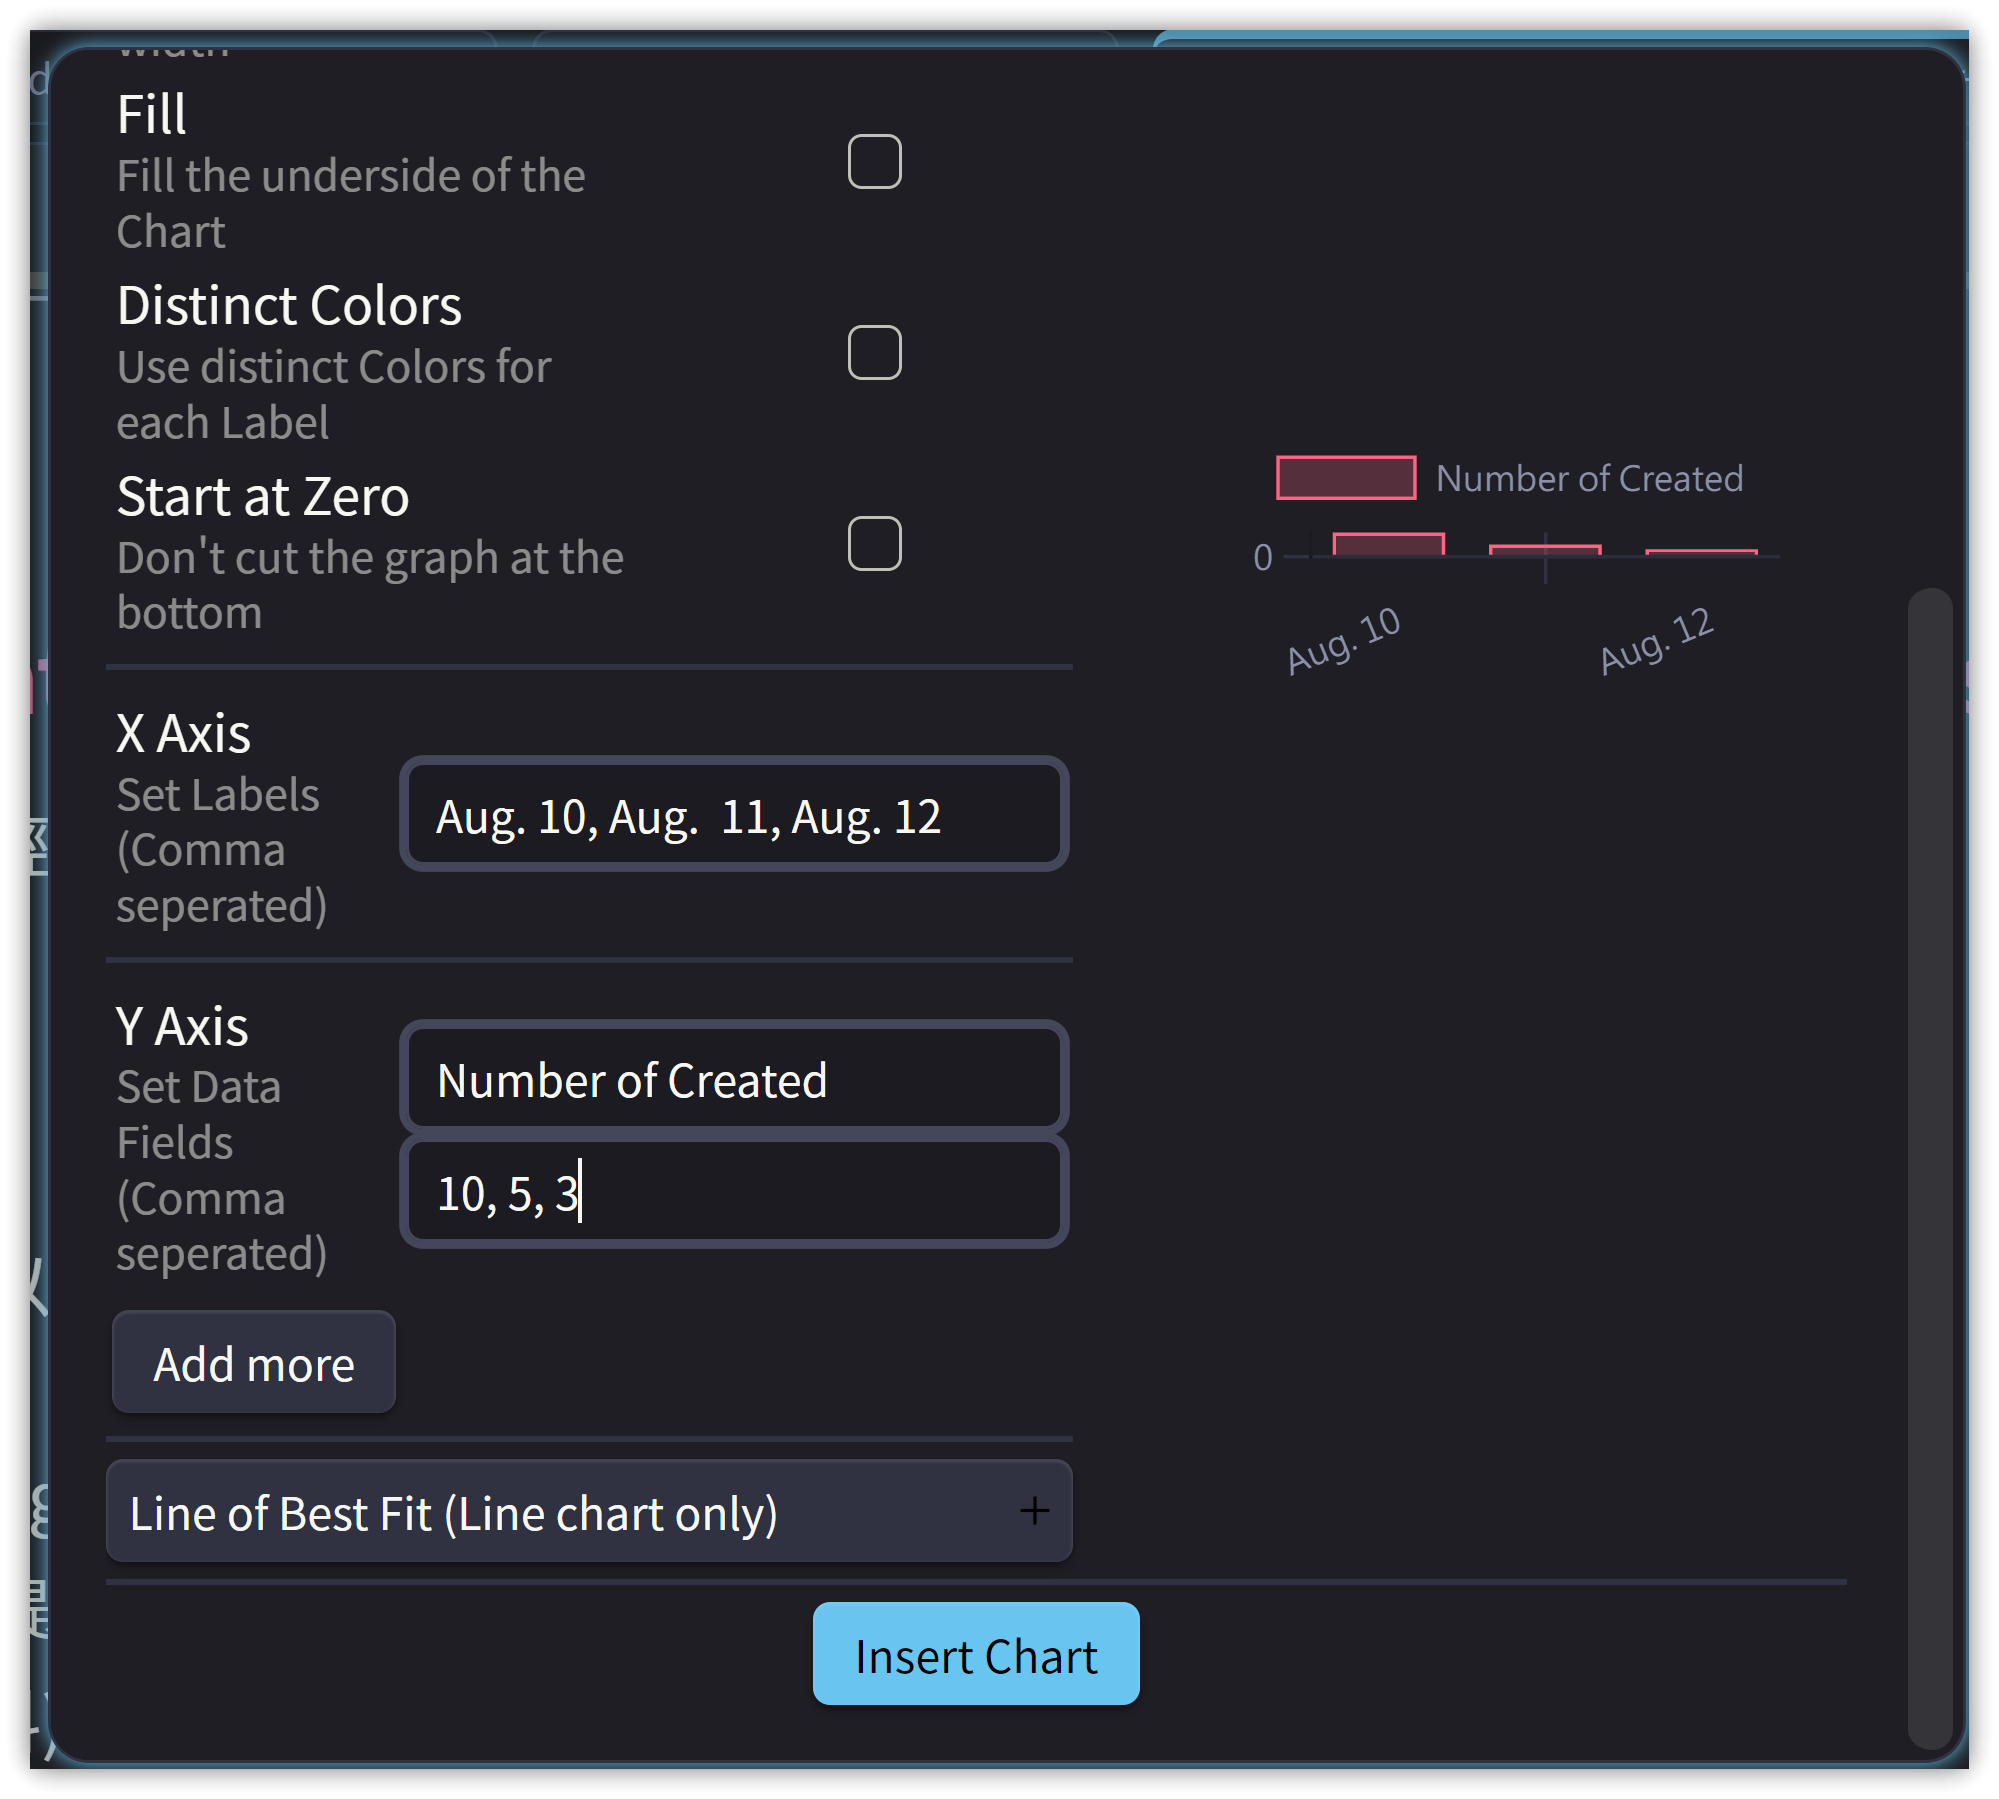 width
Fill
Fill the underside of the
Chart
Distinct Colors
Use distinct Colors for
each Label
Start at Zero
Don't cut the graph at the
bottom
Number of Created
0
Aug. 10
Aug. 12
X Axis
Set Labels
(Comma
seperated)
Aug. 10, Aug.  11, Aug. 12
Y Axis
Set Data
Fields
(Comma
seperated)
Number of Created
10, 5, 3
Add more
Line of Best Fit (Line chart only)
+
Insert Chart